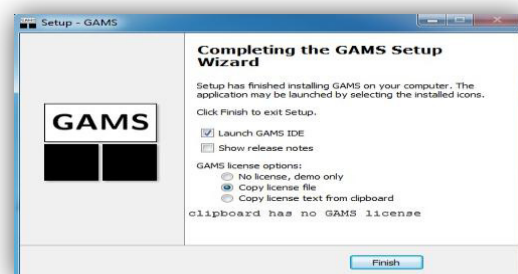 Setup - GAMS
Completing the GAMS Setup
Wizard
Setup has finished installing GAMS on your computer. The
application may be launched by selecting the installed icons.
Click Finish to exit Setup.
Launch GAMS IDE
Show release notes
GAMS license options:
No license, demo only
Copy license file
Copy license text from clipboard
clipboard has no GAMS license
GAMS
Finish